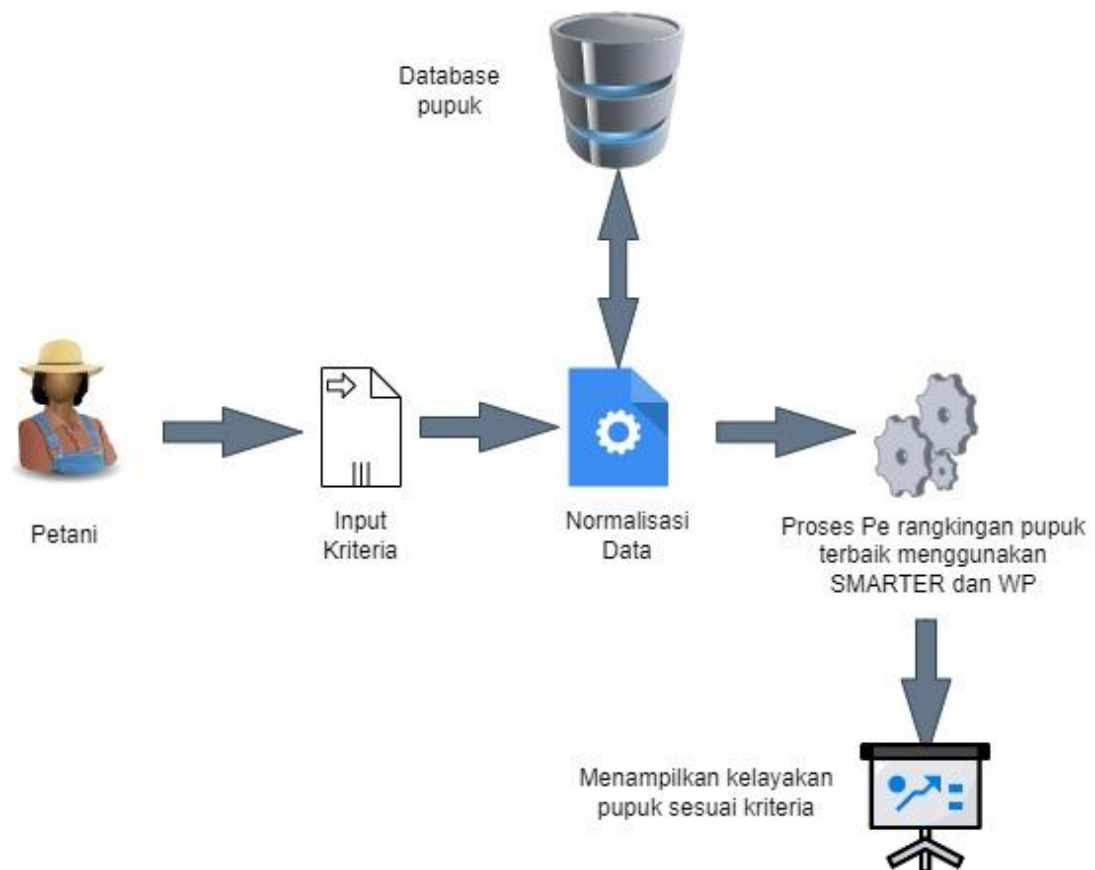 Database
pupuk
Petani
Input
Kriteria
Normalisasi
Data
Proses Pe rangkingan pupuk
terbaik menggunakan
SMARTER dan WP
Menampilkan kelayakan
pupuk sesuai kriteria